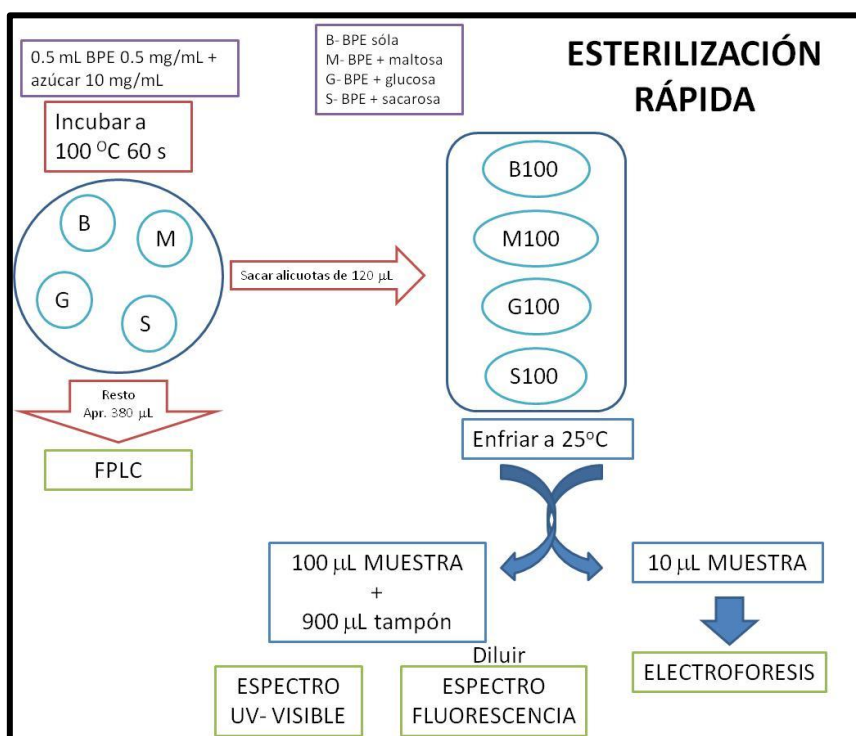 0.5 mL BPE 0.5 mg/mL +
azúcar 10 mg/mL
B- BPE sóla
M- BPE + maltosa
G- BPE + glucosa
S- BPE + sacarosa
ESTERILIZACIÓN
RÁPIDA
Incubar a
100 ᴼC 60 s
B
M
G
S
Sacar alicuotas de 120 μL
B100
M100
G100
S100
Resto
Apr. 380 μL
FPLC
Enfriar a 25ºC
100 μL MUESTRA
+
900 μL tampón
10 μL MUESTRA
Diluir
ESPECTRO
UV- VISIBLE
ESPECTRO
FLUORESCENCIA
ELECTROFORESIS